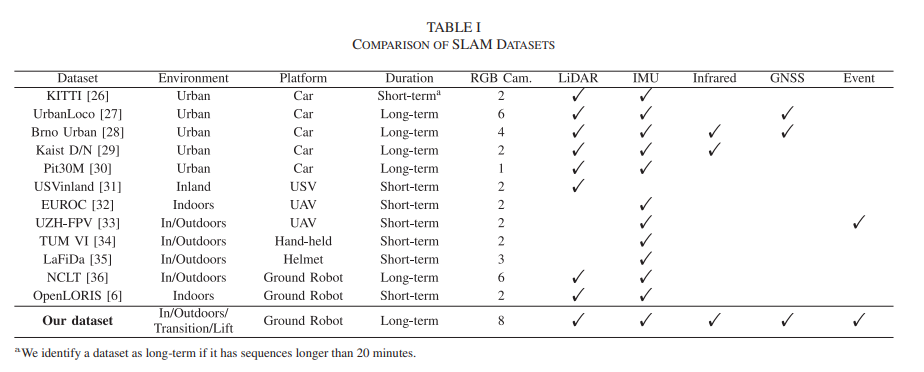 TABLE I
COMPARISON OF SLAM DATASETS
Dataset Environment Platform Duration RGB Cam. LiDAR IMU Infrared GNSS Event
KITTI [26] Urban Car Short-termᵃ 2 ✓ ✓
UrbanLoco [27] Urban Car Long-term 6 ✓ ✓ ✓
Brno Urban [28] Urban Car Long-term 4 ✓ ✓ ✓ ✓
Kaist D/N [29] Urban Car Long-term 2 ✓ ✓ ✓
Pit30M [30] Urban Car Long-term 1 ✓ ✓
USVinland [31] Inland USV Short-term 2 ✓
EUROC [32] Indoors UAV Short-term 2 ✓
UZH-FPV [33] In/Outdoors UAV Short-term 2 ✓ ✓
TUM VI [34] In/Outdoors Hand-held Short-term 2 ✓
LaFiDa [35] In/Outdoors Helmet Short-term 3 ✓
NCLT [36] In/Outdoors Ground Robot Long-term 6 ✓ ✓
OpenLORIS [6] Indoors Ground Robot Short-term 2 ✓ ✓
Our dataset In/Outdoors/ Transition/Lift Ground Robot Long-term 8 ✓ ✓ ✓ ✓ ✓
ᵃWe identify a dataset as long-term if it has sequences longer than 20 minutes.